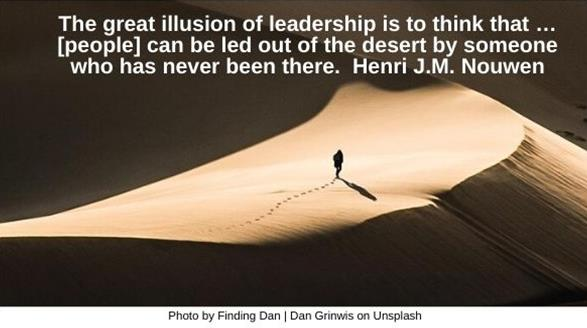 The great illusion of leadership is to think that …
[people] can be led out of the desert by someone
who has never been there.  Henri J.M. Nouwen
Photo by Finding Dan | Dan Grinwis on Unsplash